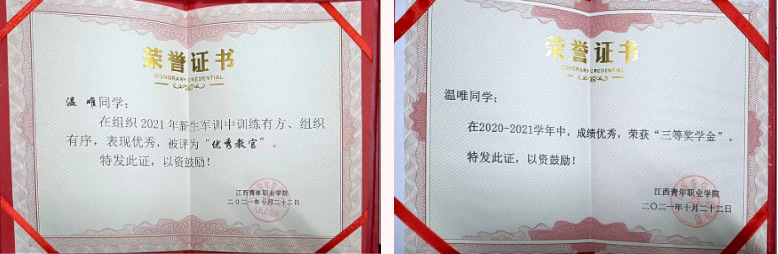 荣誉证书
HONORARY CREDENTIAL
温 唯同学；
在组织 2021 年新生军训中训练有方、组织
有序，表现优秀，被评为“优秀教官”。
特发此证，以资鼓励！
江西青年职业学院
二〇二一年十月二十二日
荣誉证书
HONORARY CREDENTIAL
温唯同学；
在2020-2021学年中，成绩优秀，荣获“三等奖学金”。
特发此证，以资鼓励！
江西青年职业学院
二〇二一年十月二十二日